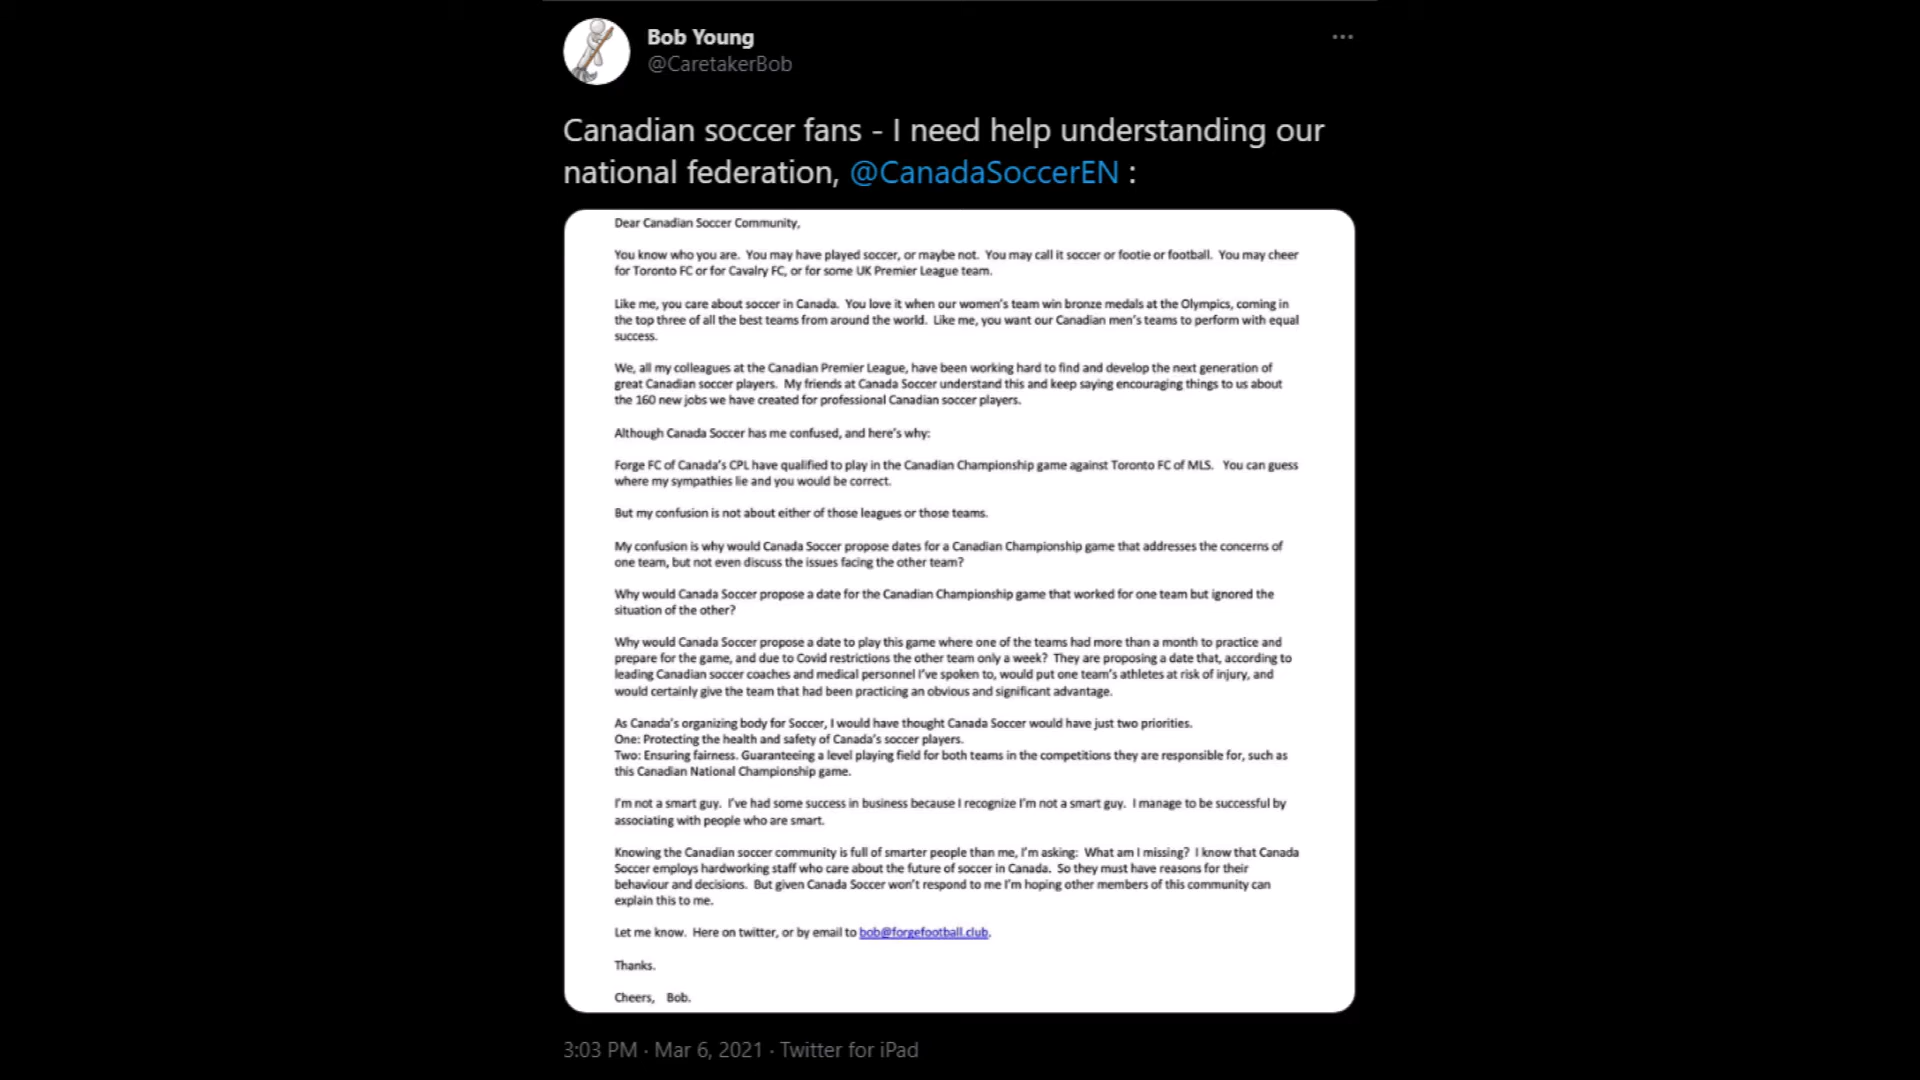 Bob Young
@CaretakerBob
Canadian soccer fans - I need help understanding our
national federation, @CanadaSoccerEN :
Dear Canadian Soccer Community,
You know who you are. You may have played soccer, or maybe not. You may call it soccer or footie or football. You may cheer
for Toronto FC or for Cavalry FC, or for some UK Premier League team.
Like me, you care about soccer in Canada. You love it when our women's team win bronze medals at the Olympics, coming in
the top three of all the best teams from around the world. Like me, you want our Canadian men's teams to perform with equal
success.
We, all my colleagues at the Canadian Premier League, have been working hard to find and develop the next generation of
great Canadian soccer players. My friends at Canada Soccer understand this and keep saying encouraging things to us about
the 160 new jobs we have created for professional Canadian soccer players.
Although Canada Soccer has me confused, and here's why:
Forge FC of Canada's CPL have qualified to play in the Canadian Championship game against Toronto FC of MLS. You can guess
where my sympathies lie and you would be correct.
But my confusion is not about either of those leagues or those teams.
My confusion is why would Canada Soccer propose dates for a Canadian Championship game that addresses the concerns of
one team, but not even discuss the issues facing the other team?
Why would Canada Soccer propose a date for the Canadian Championship game that worked for one team but ignored the
situation of the other?
Why would Canada Soccer propose a date to play this game where one of the teams had more than a month to practice and
prepare for the game, and due to Covid restrictions the other team only a week? They are proposing a date that, according to
leading Canadian soccer coaches and medical personnel I've spoken to, would put one team's athletes at risk of injury, and
would certainly give the team that had been practicing an obvious and significant advantage.
As Canada's organizing body for Soccer, I would have thought Canada Soccer would have just two priorities.
One: Protecting the health and safety of Canada's soccer players.
Two: Ensuring fairness. Guaranteeing a level playing field for both teams in the competitions they are responsible for, such as
this Canadian National Championship game.
I'm not a smart guy. I've had some success in business because I recognize I'm not a smart guy. I manage to be successful by
associating with people who are smart.
Knowing the Canadian soccer community is full of smarter people than me, I'm asking: What am I missing? I know that Canada
Soccer employs hardworking staff who care about the future of soccer in Canada. So they must have reasons for their
behaviour and decisions. But given Canada Soccer won't respond to me I'm hoping other members of this community can
explain this to me.
Let me know. Here on twitter, or by email to bob@forgefootball.club.
Thanks.
Cheers, Bob.
3:03 PM · Mar 6, 2021 · Twitter for iPad